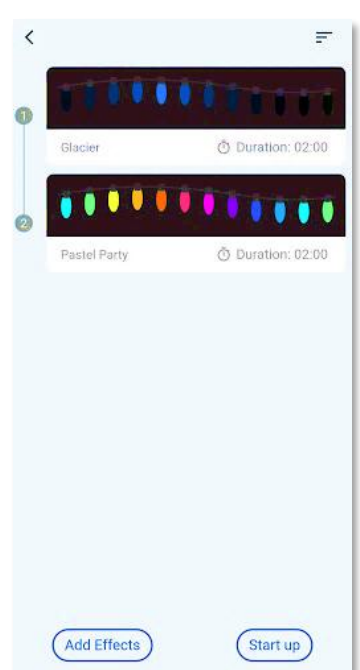 1
Glacier
Duration: 02:00
2
Pastel Party
Duration: 02:00
Add Effects
Start up